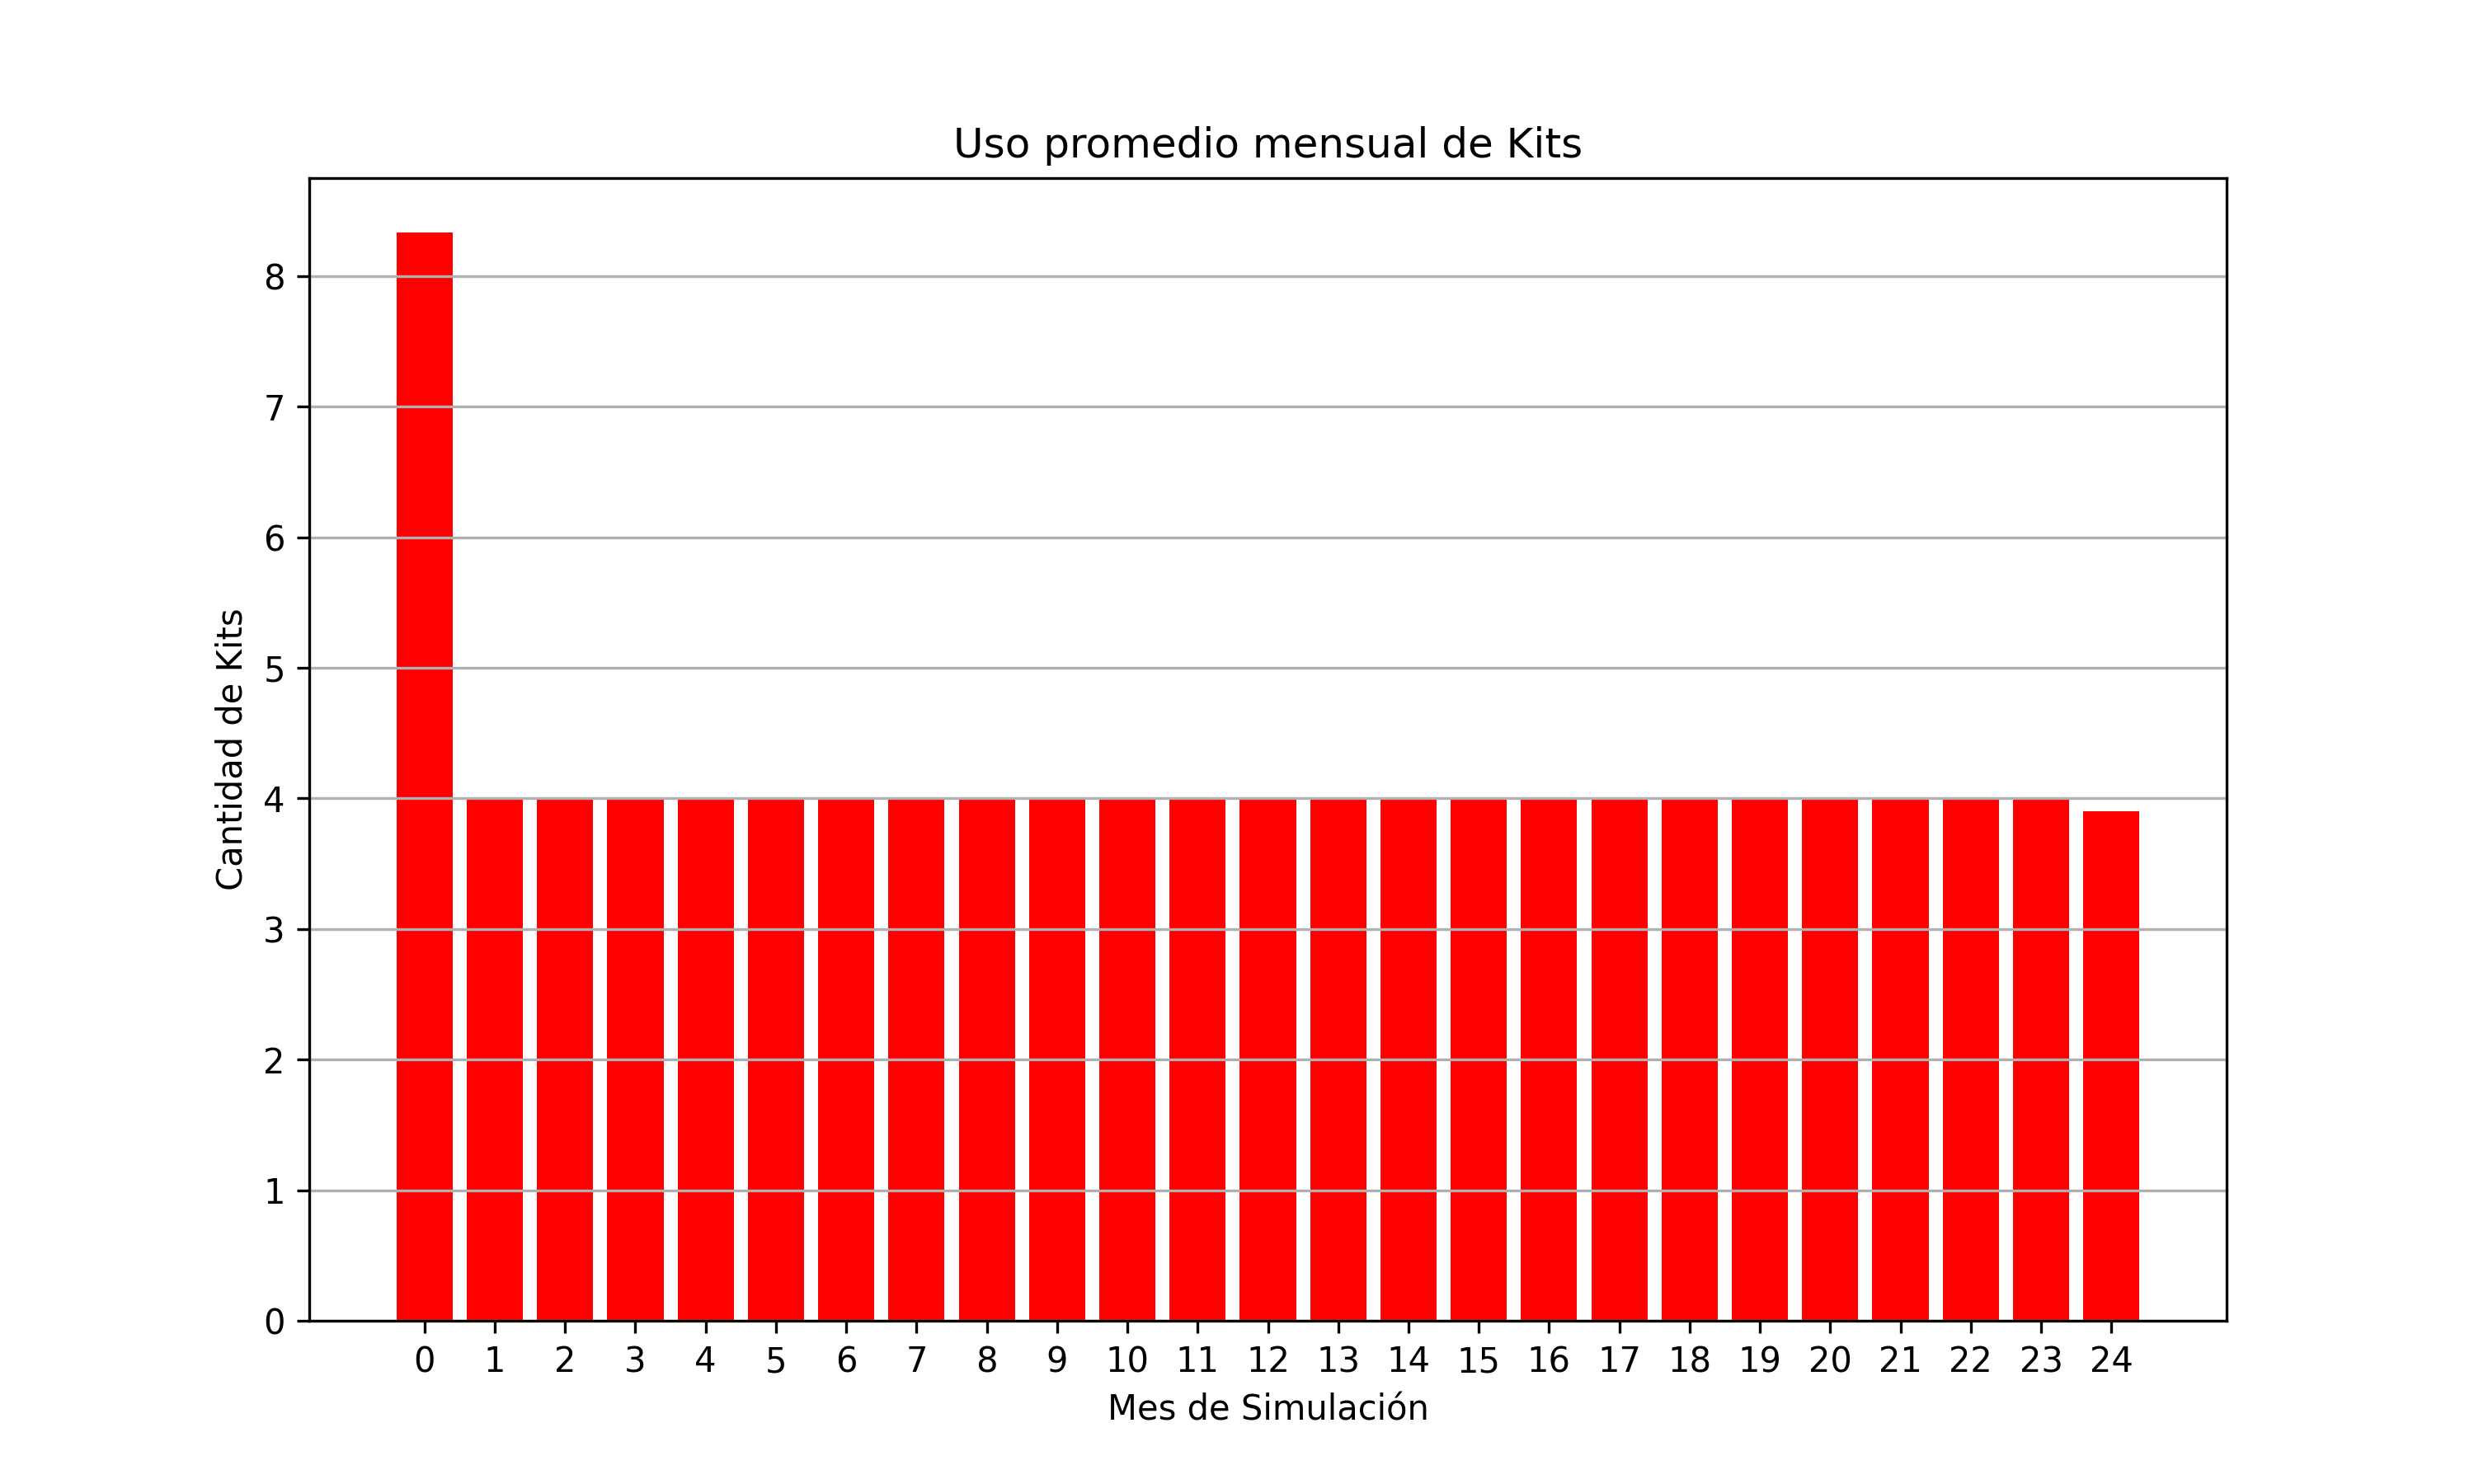 Uso promedio mensual de Kits
Cantidad de Kits
8
7
6
5
4
3
2
1
0
0 1 2 3 4 5 6 7 8 9 10 11 12 13 14 15 16 17 18 19 20 21 22 23 24
Mes de Simulación